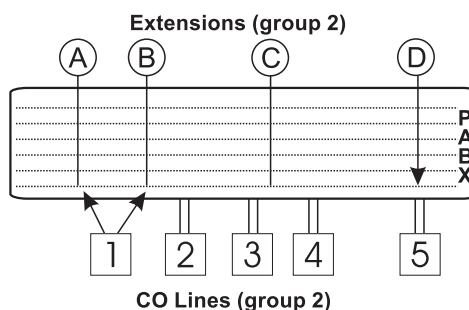 Extensions (group 2)
A B C D
P
A
B
X
1 2 3 4 5
CO Lines (group 2)